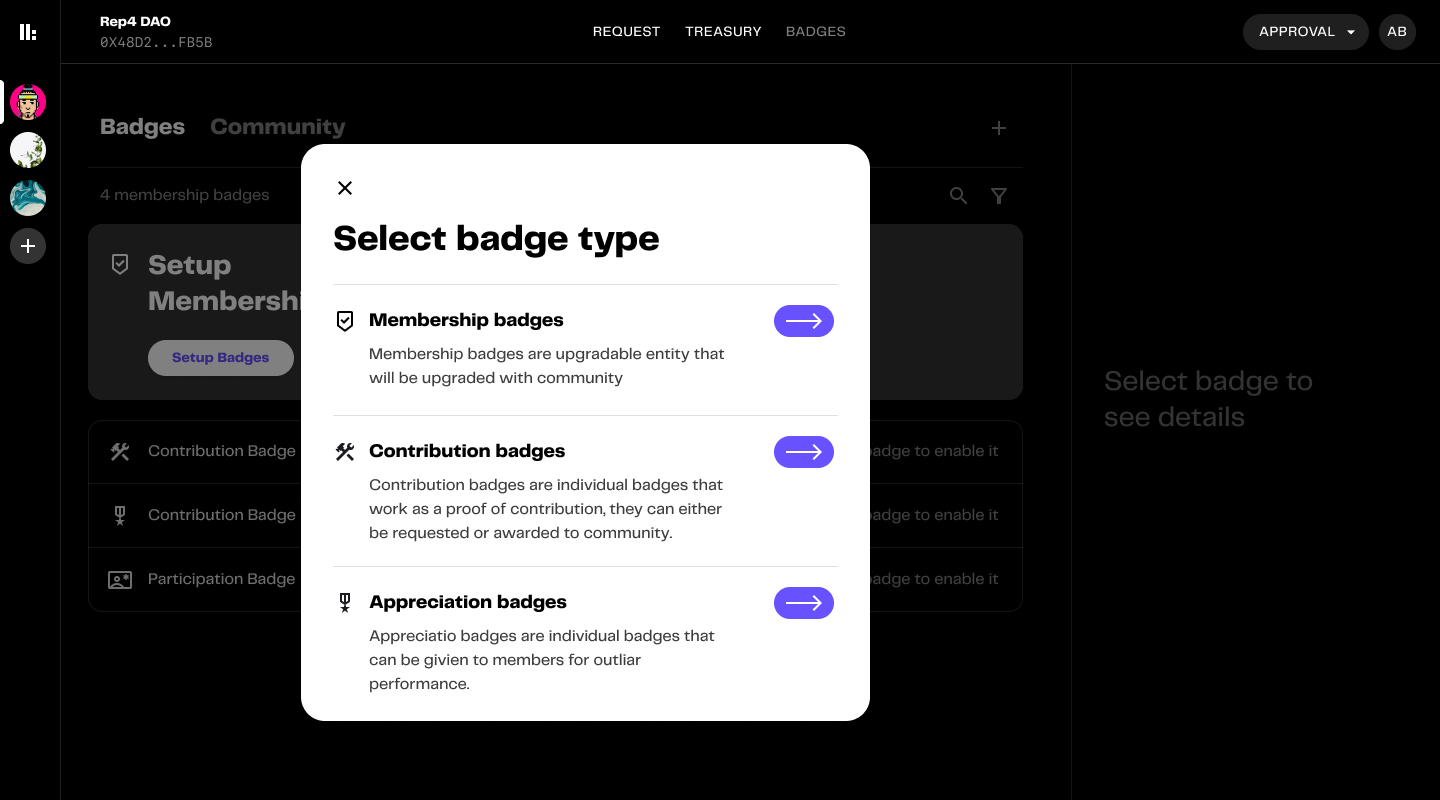 Rep4 DAO
0X48D2...FB5B
REQUEST TREASURY BADGES
APPROVAL AB
Badges Community
4 membership badges
Setup
Membershi
Setup Badges
Select badge type
Membership badges
Membership badges are upgradable entity that
will be upgraded with community
Contribution badges
Contribution badges are individual badges that
work as a proof of contribution, they can either
be requested or awarded to community.
Appreciation badges
Appreciatio badges are individual badges that
can be givien to members for outliar
performance.
Contribution Badge adge to enable it
Contribution Badge adge to enable it
Participation Badge adge to enable it
Select badge to
see details